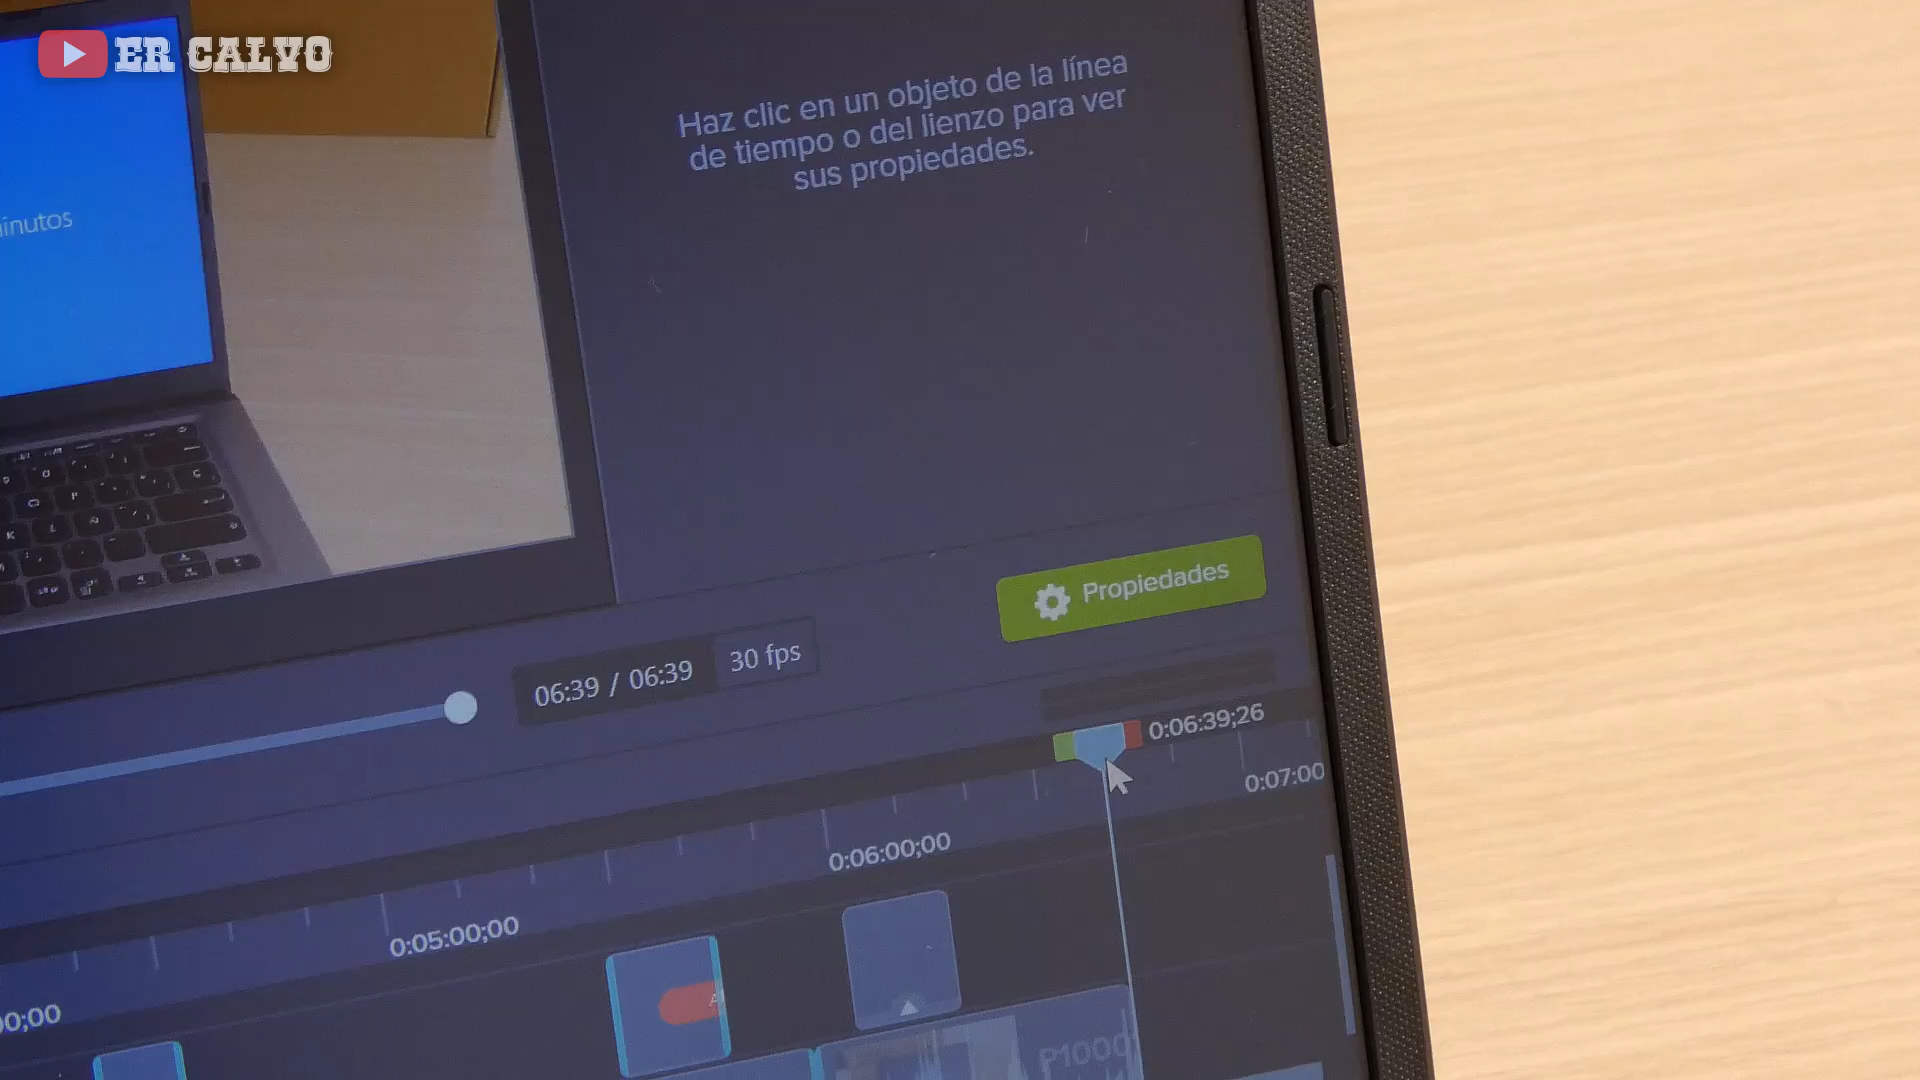 ER CALVO
Haz clic en un objeto de la línea
de tiempo o del lienzo para ver
sus propiedades.
Propiedades
06:39 / 06:39
30 fps
0:06:39;26
0:07:00
0:06:00;00
0:05:00;00
00;00
P1000